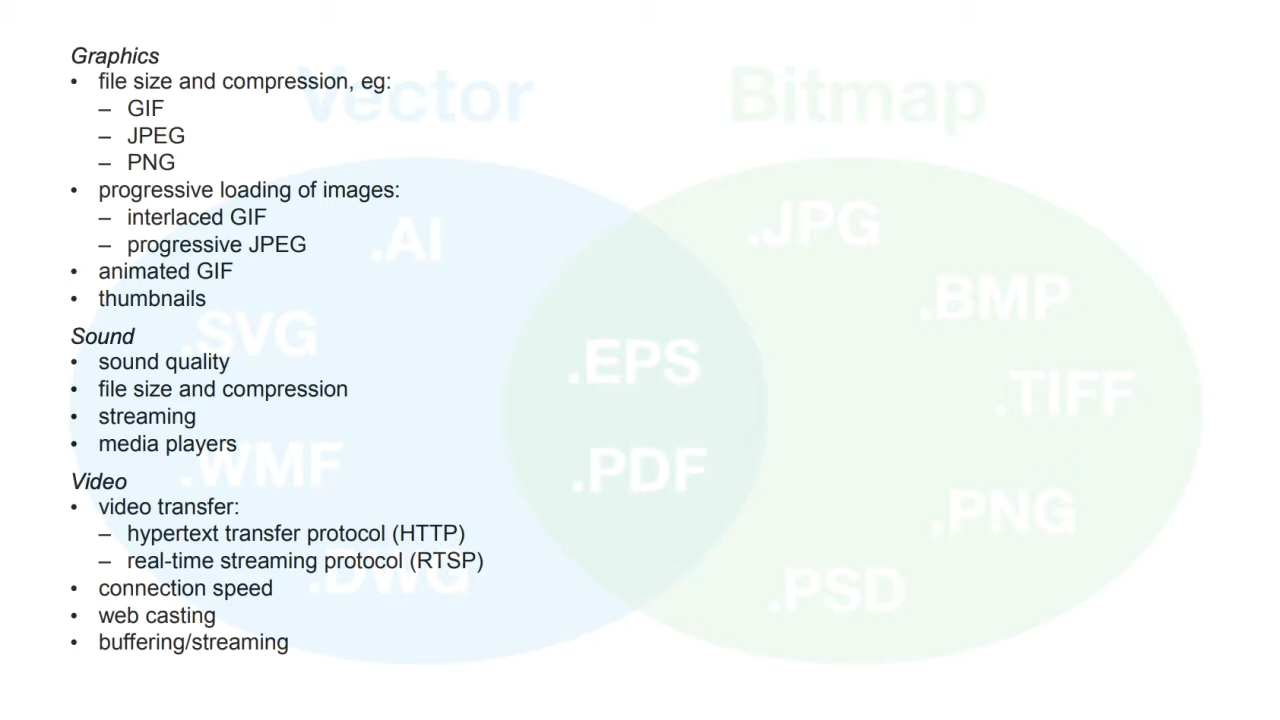 Graphics
• file size and compression, eg:
– GIF
– JPEG
– PNG
• progressive loading of images:
– interlaced GIF
– progressive JPEG
• animated GIF
• thumbnails
Sound
• sound quality
• file size and compression
• streaming
• media players
Video
• video transfer:
– hypertext transfer protocol (HTTP)
– real-time streaming protocol (RTSP)
• connection speed
• web casting
• buffering/streaming
Vector
.AI
.SVG
.WMF
.DWG
.EPS
.PDF
Bitmap
.JPG
.BMP
.TIFF
.PNG
.PSD